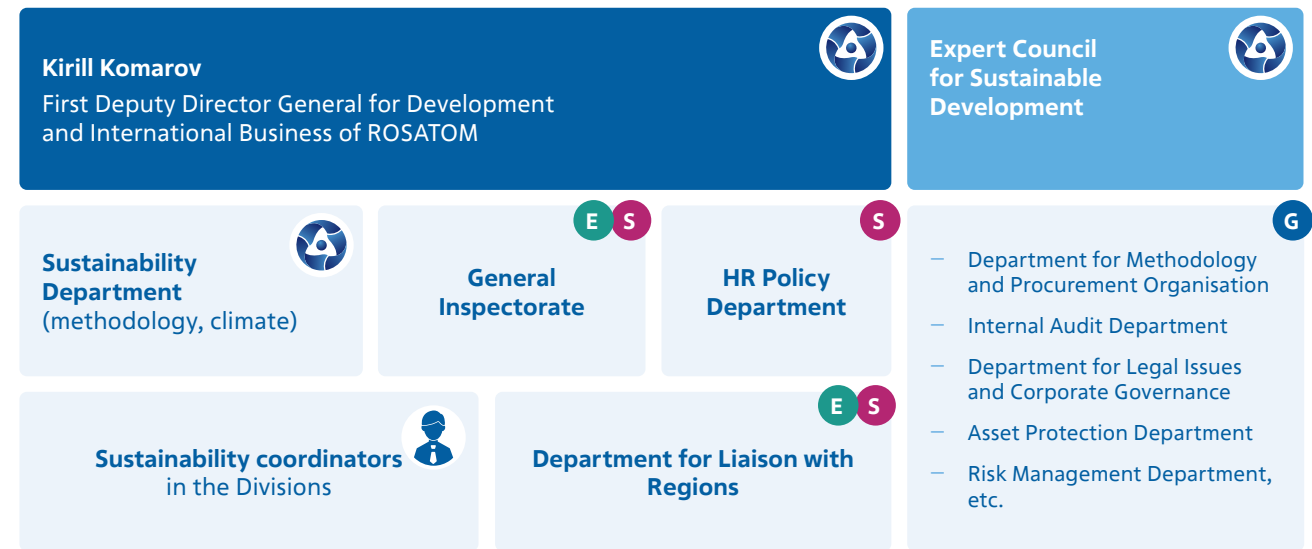 Kirill Komarov
First Deputy Director General for Development
and International Business of ROSATOM
Expert Council
for Sustainable
Development
Sustainability
Department
(methodology, climate)
E S
General
Inspectorate
S
HR Policy
Department
G
– Department for Methodology
and Procurement Organisation
– Internal Audit Department
– Department for Legal Issues
and Corporate Governance
– Asset Protection Department
– Risk Management Department,
etc.
Sustainability coordinators
in the Divisions
E S
Department for Liaison with
Regions